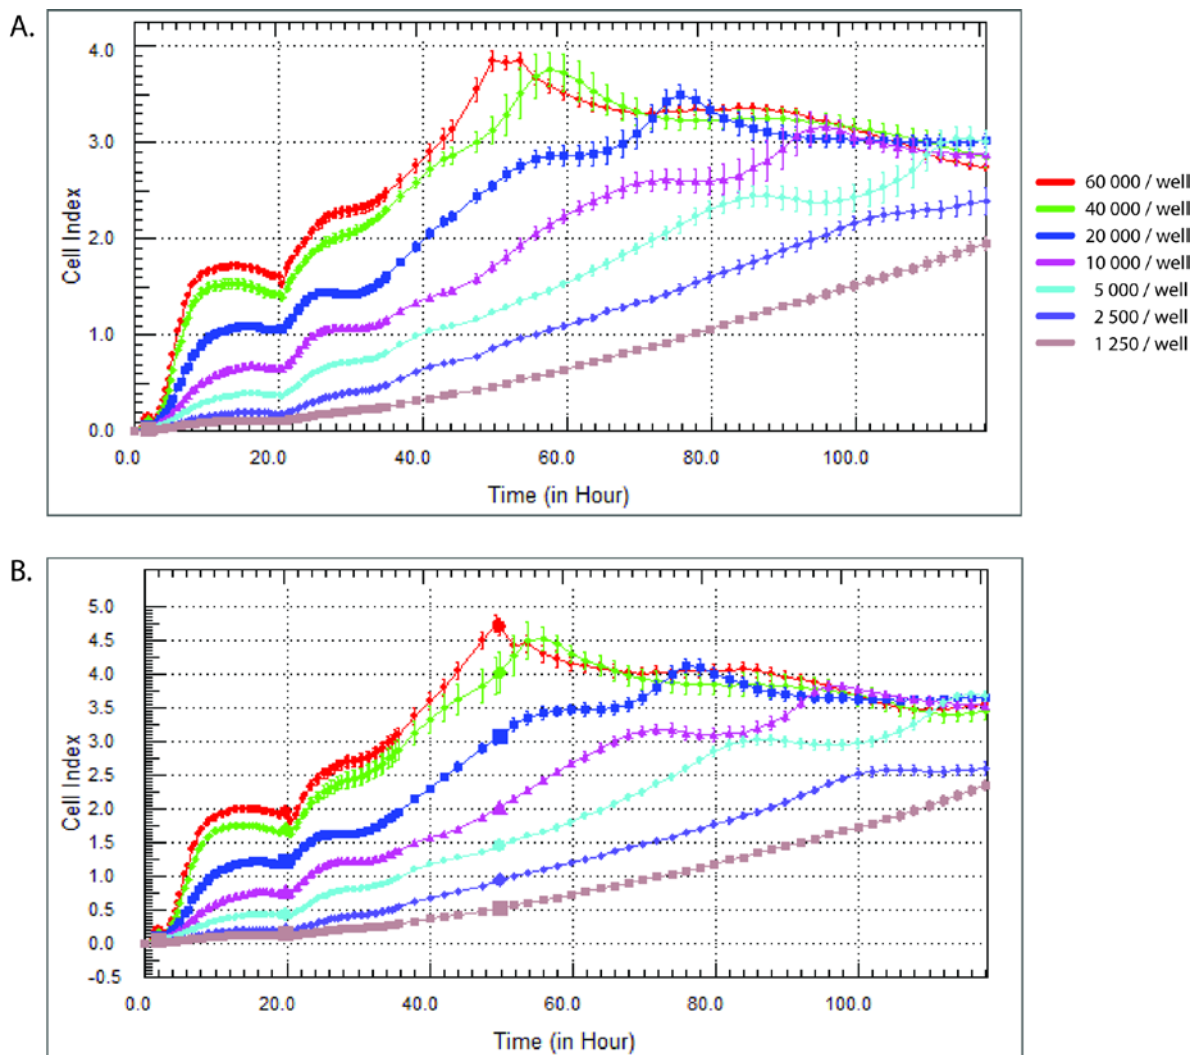 A.
4.0
3.0
2.0
1.0
0.0
Cell Index
0.0 20.0 40.0 60.0 80.0 100.0
Time (in Hour)
60 000 / well
40 000 / well
20 000 / well
10 000 / well
5 000 / well
2 500 / well
1 250 / well
B.
5.0
4.5
4.0
3.5
3.0
2.5
2.0
1.5
1.0
0.5
0.0
-0.5
Cell Index
0.0 20.0 40.0 60.0 80.0 100.0
Time (in Hour)